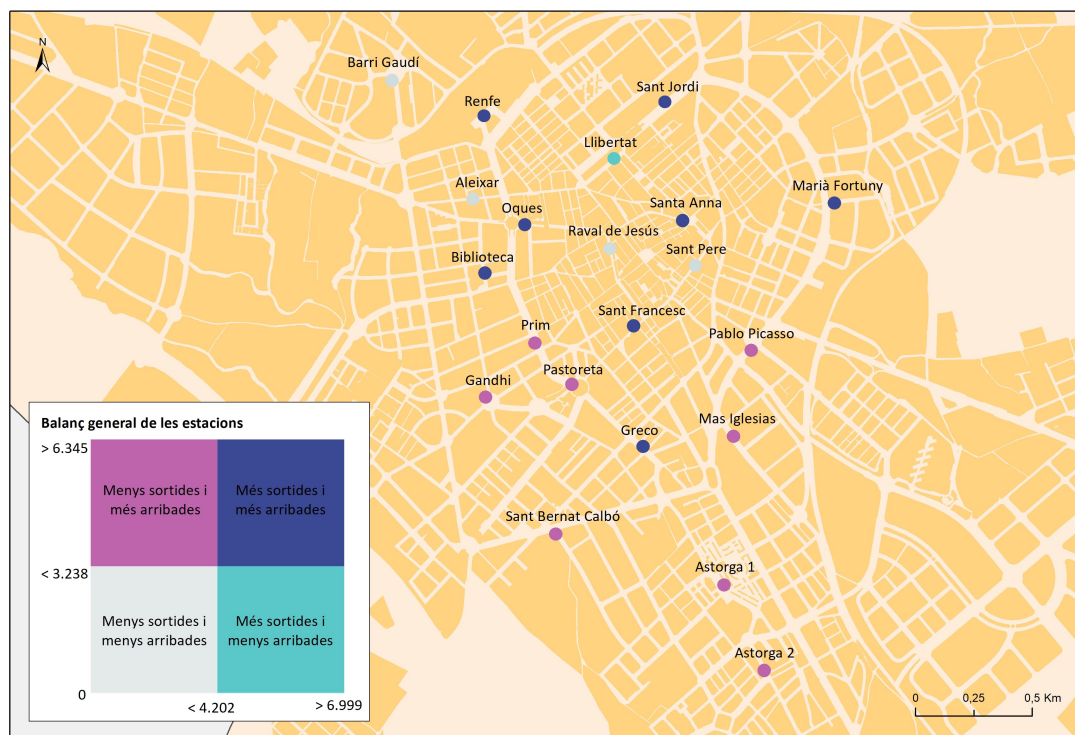 N
Barri Gaudí
Sant Jordi
Renfe
Llibertat
Aleixar
Marià Fortuny
Oques
Santa Anna
Raval de Jesús
Sant Pere
Biblioteca
Sant Francesc
Prim
Pablo Picasso
Pastoreta
Gandhi
Mas Iglesias
Greco
Sant Bernat Calbó
Astorga 1
Astorga 2
Balanç general de les estacions
> 6.345
Menys sortides i
més arribades
Més sortides i
més arribades
< 3.238
Menys sortides i
menys arribades
Més sortides i
menys arribades
0
< 4.202
> 6.999
0
0,25
0,5 Km